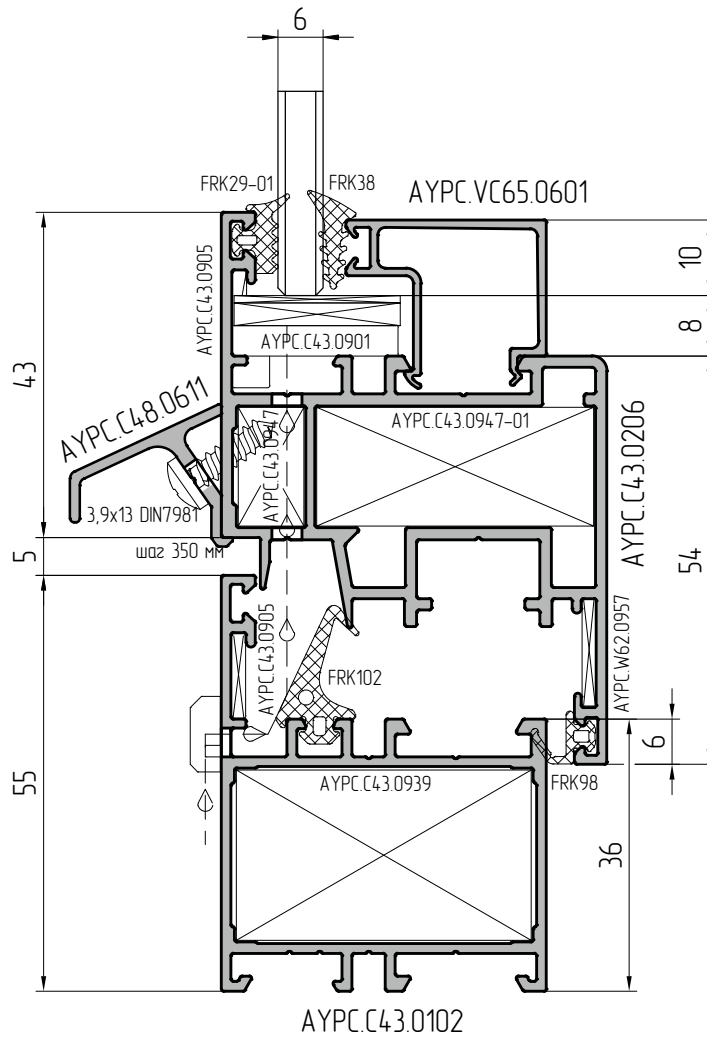 6
FRK29-01
FRK38
AYPC.VC65.0601
AYPC.C43.0905
10
8
AYPC.C43.0901
43
AYPC.C48.0611
AYPC.C43.0947
AYPC.C43.0947-01
AYPC.C43.0206
3,9x13 DIN7981
шаг 350 мм
5
54
AYPC.C43.0905
FRK102
AYPC.W62.0957
6
55
AYPC.C43.0939
FRK98
36
AYPC.C43.0102